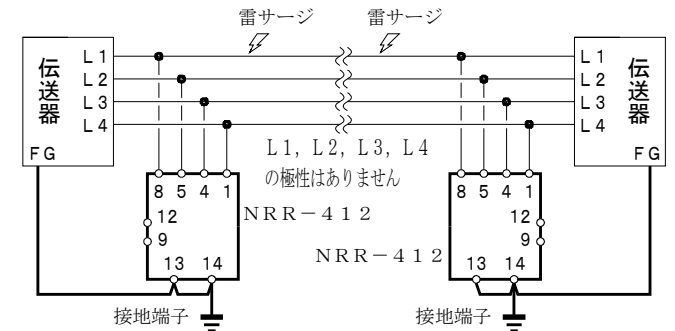 雷サージ 雷サージ
伝送器 L1 L1 伝送器
L2 L2
L3 L3
L4 L4
FG L1, L2, L3, L4 FG
の極性はありません
8 5 4 1 8 5 4 1
12 NRR-412 12
9 NRR-412 9
13 14 13 14
接地端子 接地端子